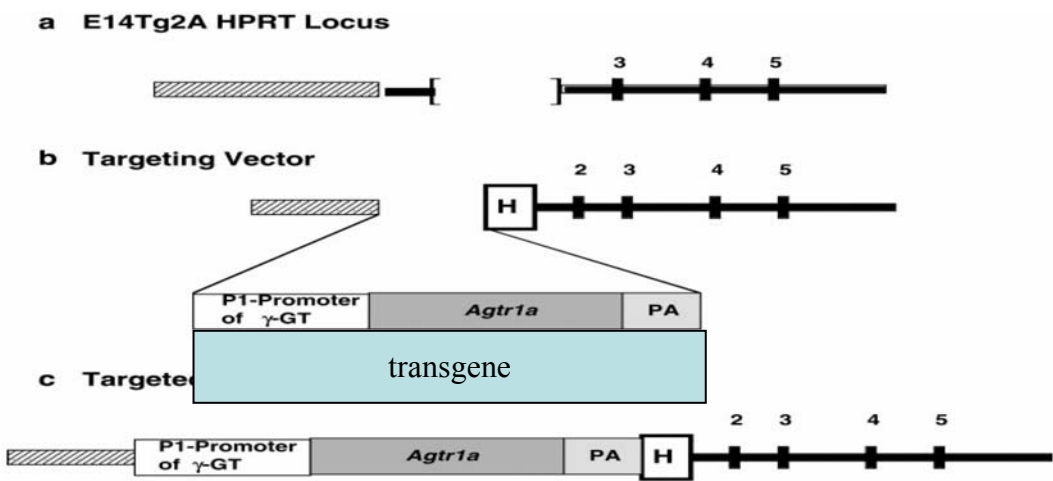 a E14Tg2A HPRT Locus
3 4 5
b Targeting Vector
2 3 4 5
H
P1-Promoter
of γ-GT
Agtr1a
PA
transgene
c Targeted
2 3 4 5
P1-Promoter
of γ-GT
Agtr1a
PA
H